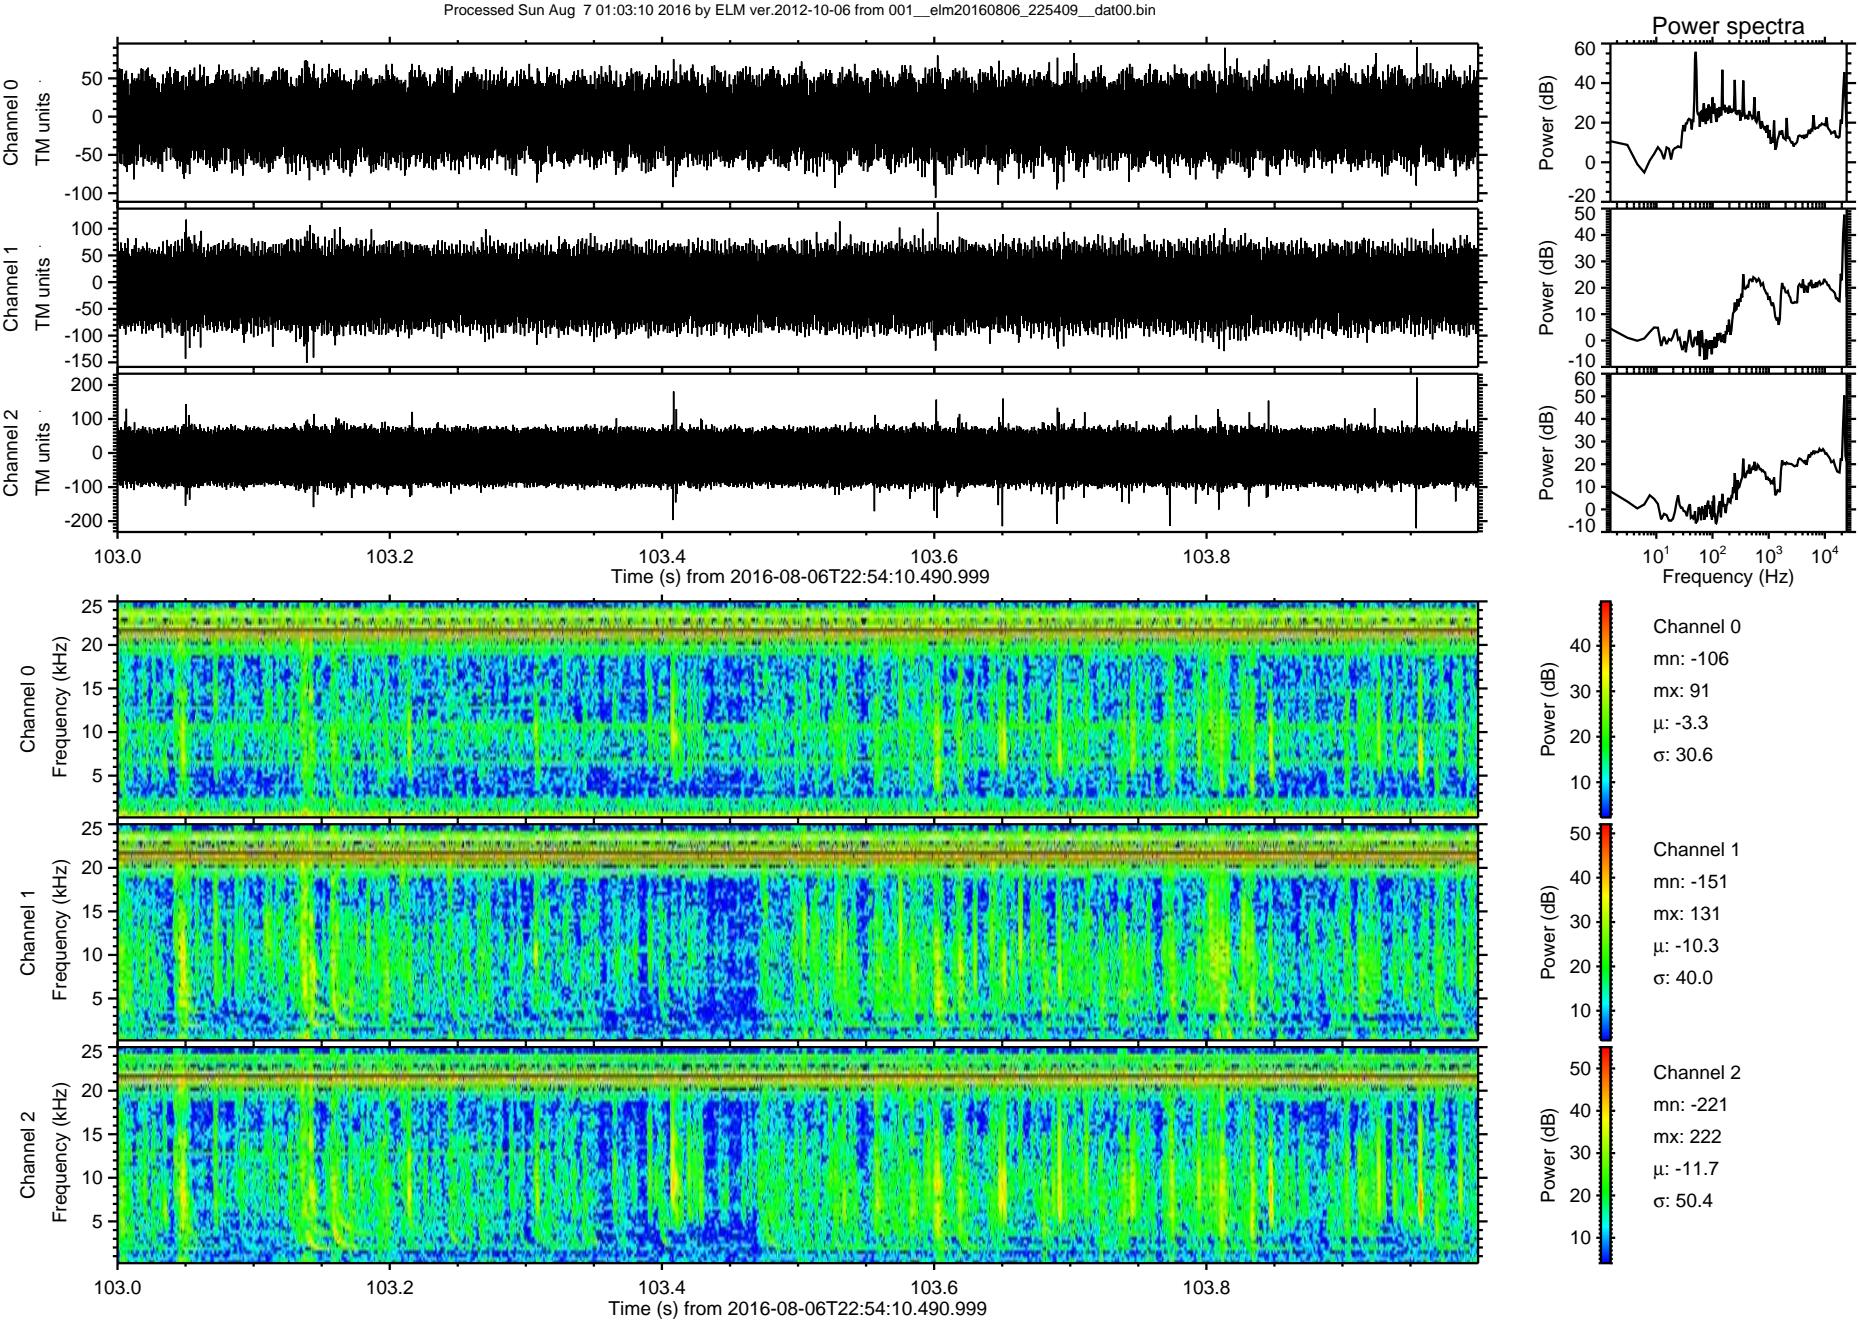 Processed Sun Aug 7 01:03:10 2016 by ELM ver.2012-10-06 from 001__elm20160806_225409__dat00.bin
Power spectra
Channel 0
TM units
50
0
-50
-100
Power (dB)
60
40
20
0
-20
Channel 1
TM units
100
50
0
-50
-100
-150
Power (dB)
50
40
30
20
10
0
-10
Channel 2
TM units
200
100
0
-100
-200
Power (dB)
60
50
40
30
20
10
0
-10
103.0 103.2 103.4 103.6 103.8
Time (s) from 2016-08-06T22:54:10.490.999
10¹ 10² 10³ 10⁴
Frequency (Hz)
Channel 0
Frequency (kHz)
25
20
15
10
5
Power (dB)
40
30
20
10
Channel 0
mn: -106
mx: 91
μ: -3.3
σ: 30.6
Channel 1
Frequency (kHz)
25
20
15
10
5
Power (dB)
50
40
30
20
10
Channel 1
mn: -151
mx: 131
μ: -10.3
σ: 40.0
Channel 2
Frequency (kHz)
25
20
15
10
5
Power (dB)
50
40
30
20
10
Channel 2
mn: -221
mx: 222
μ: -11.7
σ: 50.4
103.0 103.2 103.4 103.6 103.8
Time (s) from 2016-08-06T22:54:10.490.999